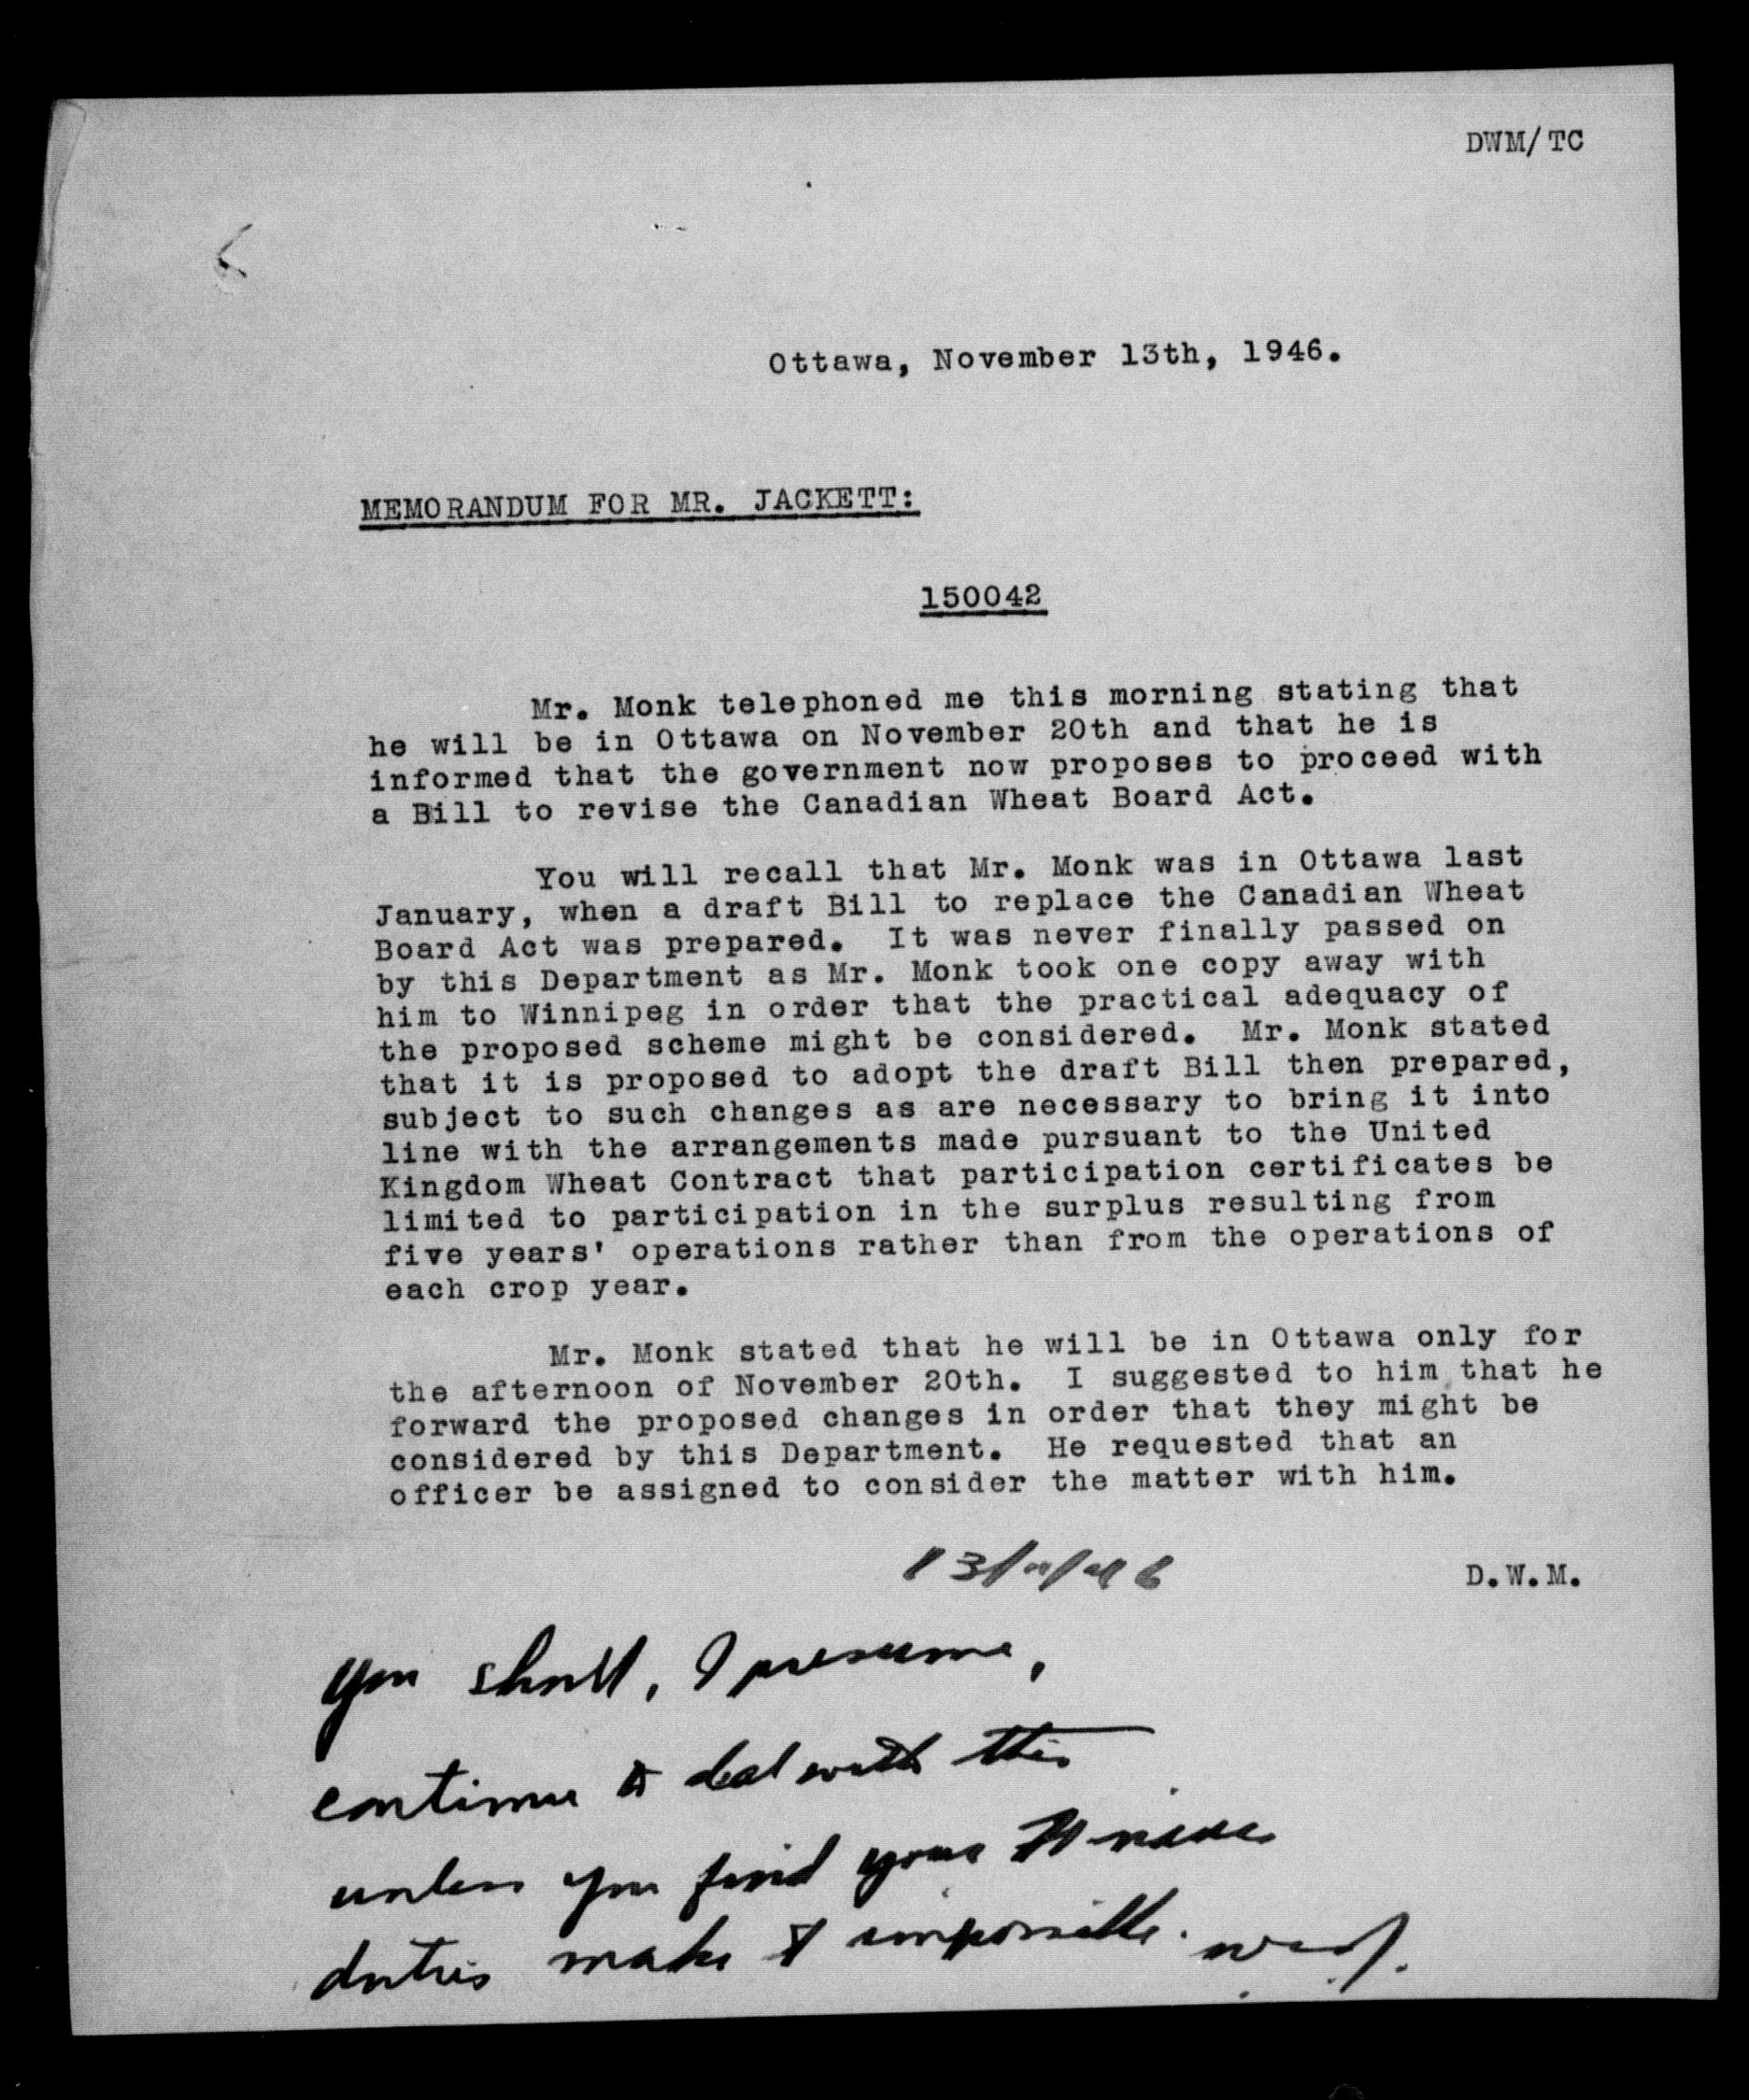 DWM/TC
Ottawa, November 13th, 1946.
MEMORANDUM FOR MR. JACKETT:
150042
Mr. Monk telephoned me this morning stating that
he will be in Ottawa on November 20th and that he is
informed that the government now proposes to proceed with
a Bill to revise the Canadian Wheat Board Act.
You will recall that Mr. Monk was in Ottawa last
January, when a draft Bill to replace the Canadian Wheat
Board Act was prepared. It was never finally passed on
by this Department as Mr. Monk took one copy away with
him to Winnipeg in order that the practical adequacy of
the proposed scheme might be considered. Mr. Monk stated
that it is proposed to adopt the draft Bill then prepared,
subject to such changes as are necessary to bring it into
line with the arrangements made pursuant to the United
Kingdom Wheat Contract that participation certificates be
limited to participation in the surplus resulting from
five years' operations rather than from the operations of
each crop year.
Mr. Monk stated that he will be in Ottawa only for
the afternoon of November 20th. I suggested to him that he
forward the proposed changes in order that they might be
considered by this Department. He requested that an
officer be assigned to consider the matter with him.
D.W.M.
you should, I presume,
continue to deal with this
unless you find your
duties make it impossible.